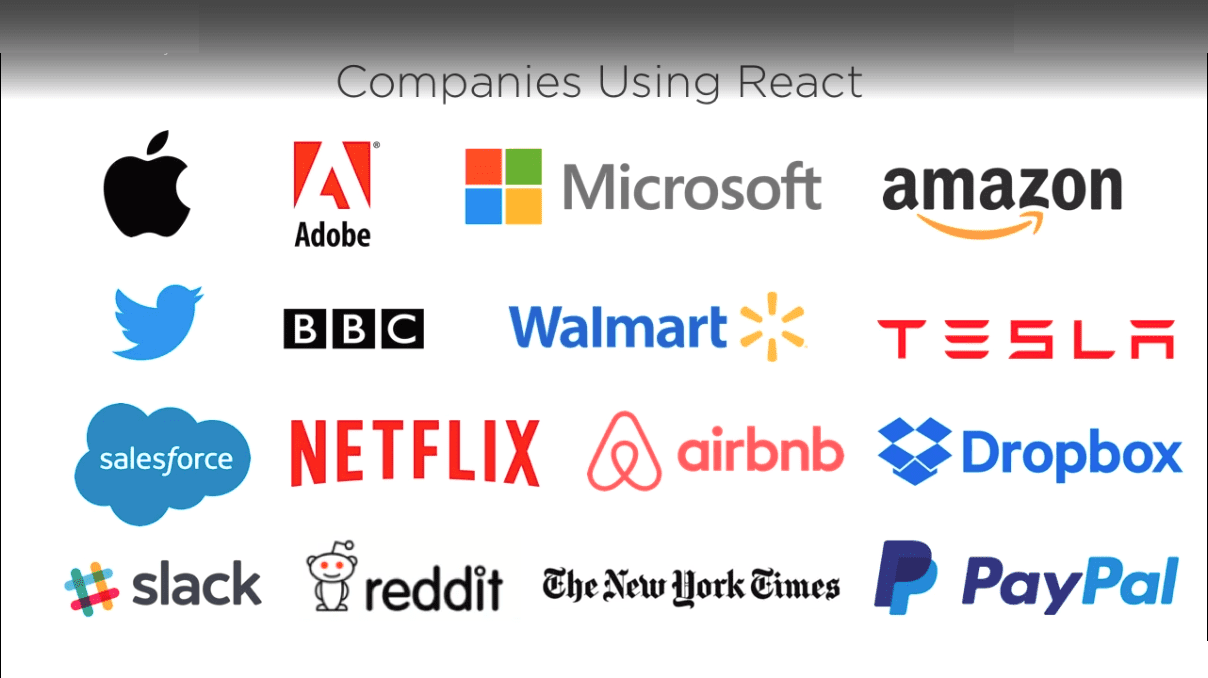 Companies Using React
Adobe®
Microsoft
amazon
BBC
Walmart
TESLA
salesforce
NETFLIX
airbnb
Dropbox
slack
reddit
The New York Times
PayPal